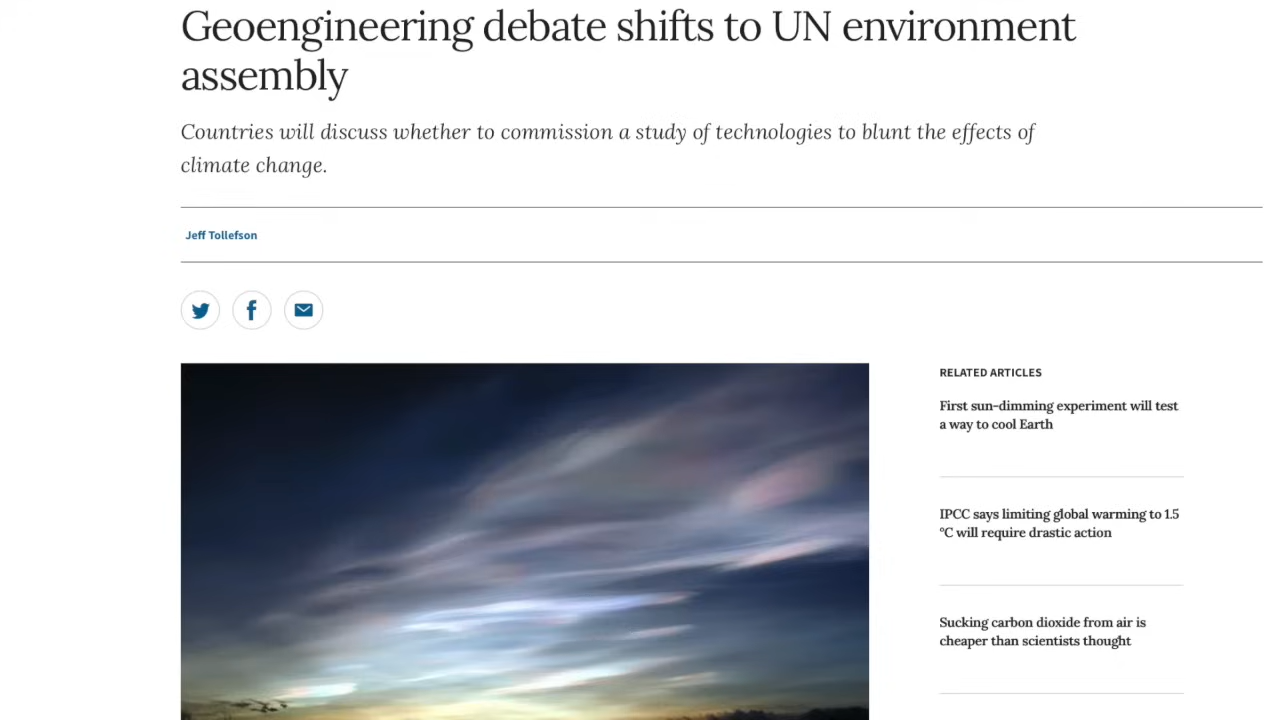 Geoengineering debate shifts to UN environment
assembly
Countries will discuss whether to commission a study of technologies to blunt the effects of
climate change.
Jeff Tollefson
RELATED ARTICLES
First sun-dimming experiment will test
a way to cool Earth
IPCC says limiting global warming to 1.5
°C will require drastic action
Sucking carbon dioxide from air is
cheaper than scientists thought